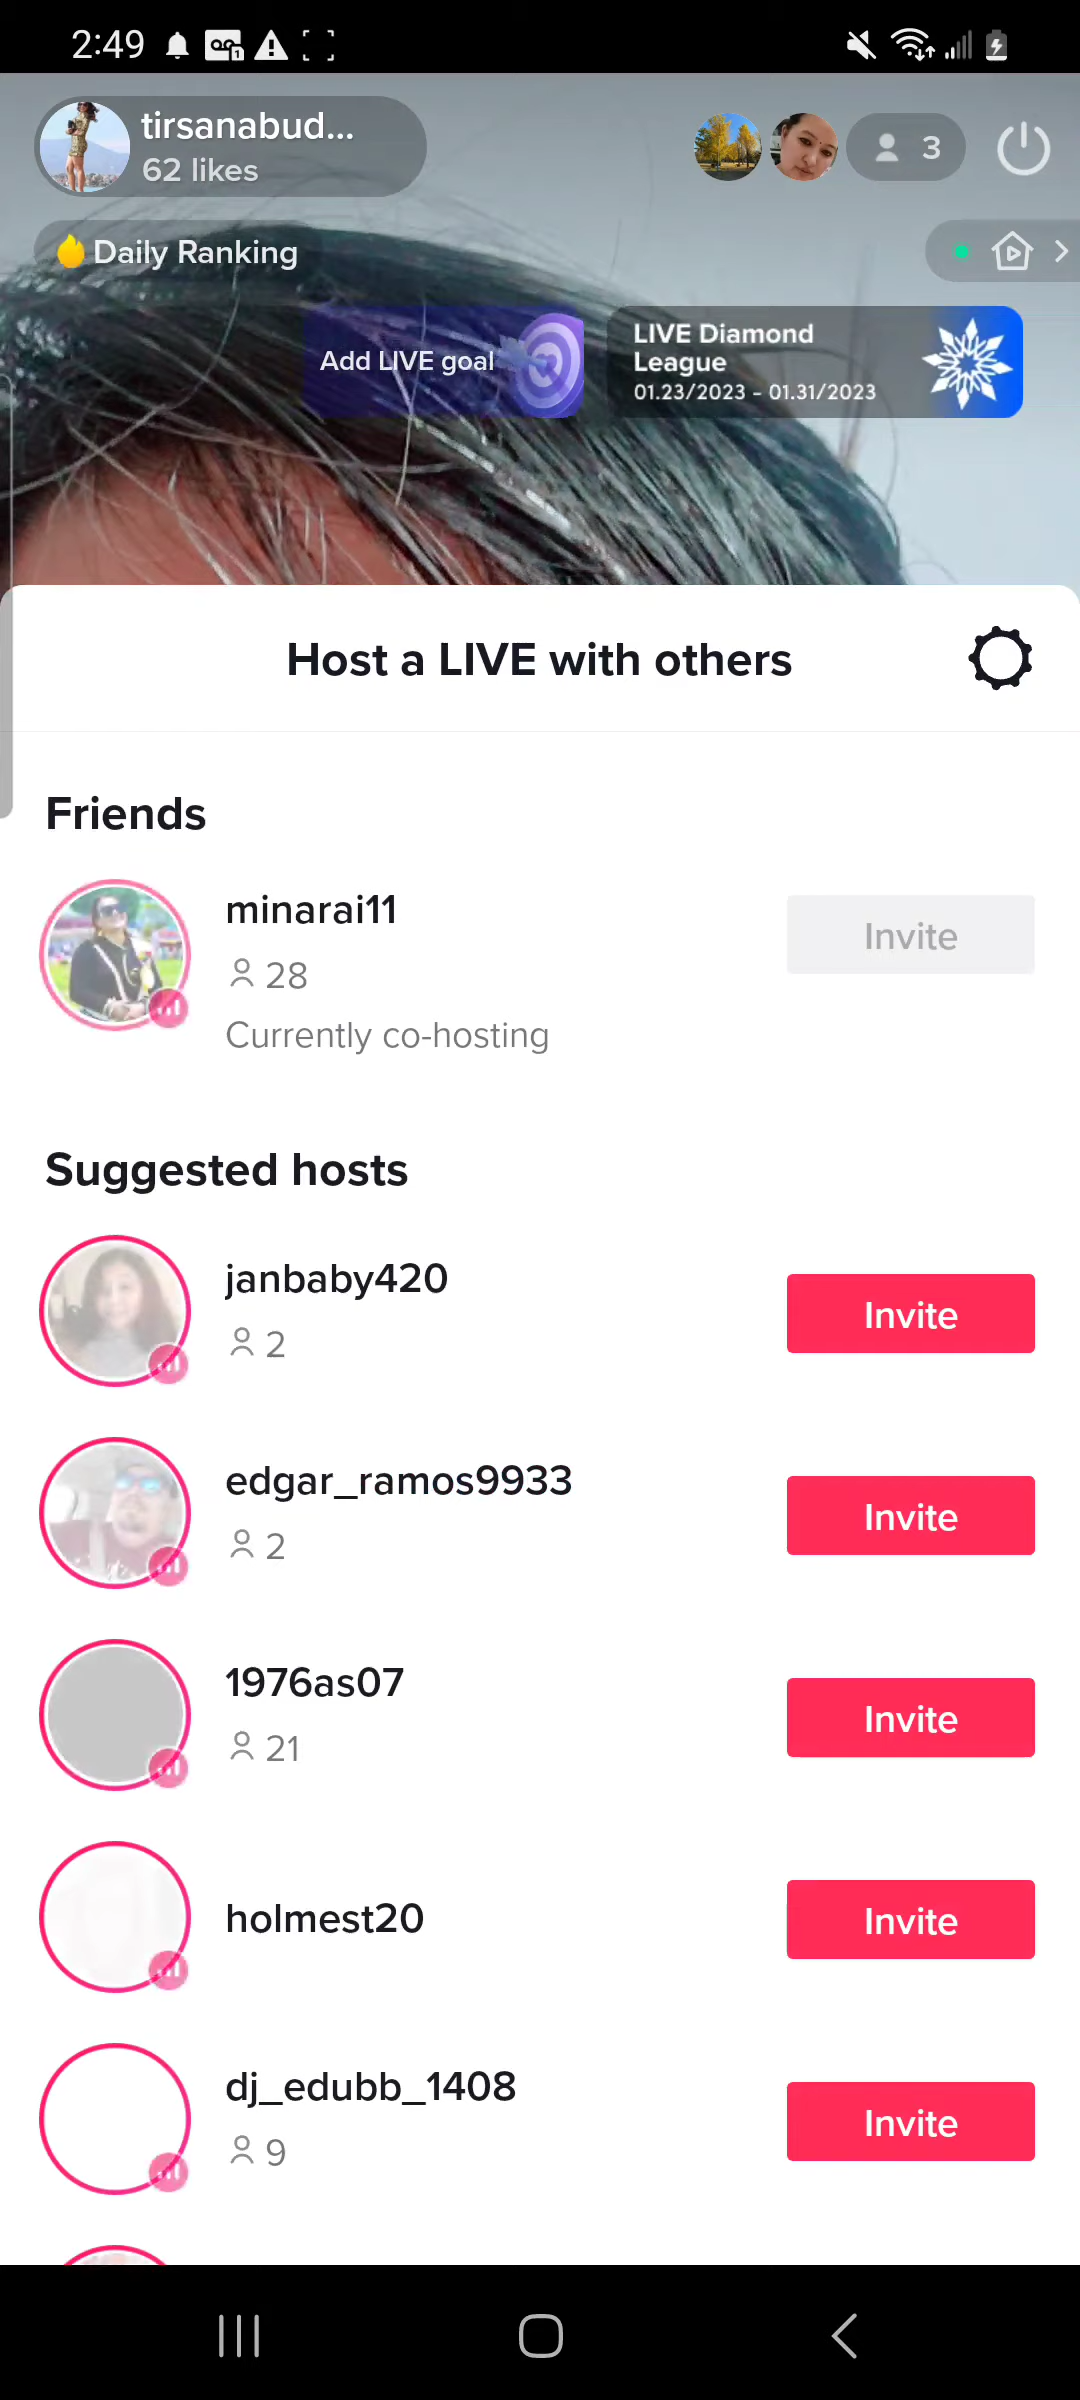 2:49
tirsanabud...
62 likes
3
Daily Ranking
Add LIVE goal
LIVE Diamond
League
01.23/2023 - 01.31/2023
Host a LIVE with others
Friends
minarai11
28
Invite
Currently co-hosting
Suggested hosts
janbaby420
2
Invite
edgar_ramos9933
2
Invite
1976as07
21
Invite
holmest20
Invite
dj_edubb_1408
9
Invite